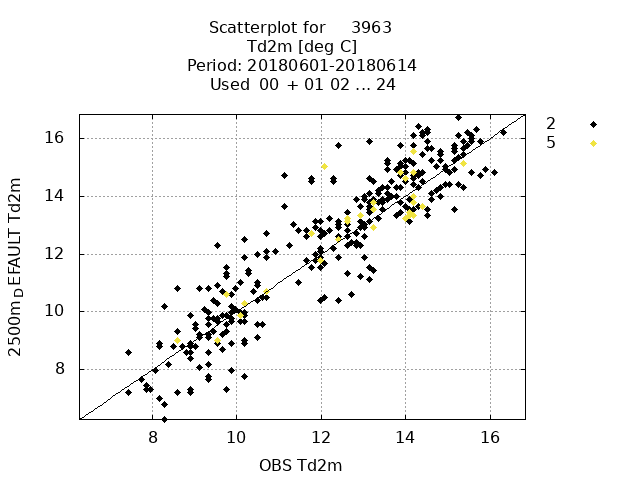 Scatterplot for 3963
Td2m [deg C]
Period: 20180601-20180614
Used 00 + 01 02 ... 24
2
5
16
14
12
10
8
2500m_DEFAULT Td2m
8 10 12 14 16
OBS Td2m